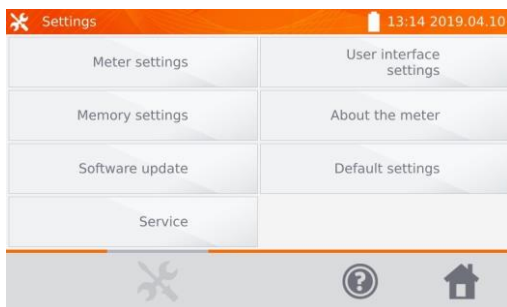 Settings
13:14 2019.04.10
Meter settings
User interface
settings
Memory settings
About the meter
Software update
Default settings
Service
?